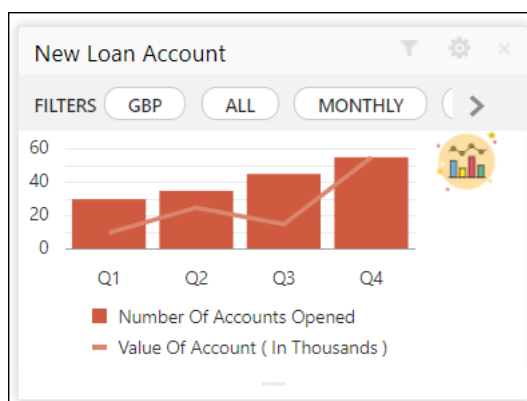 New Loan Account
FILTERS GBP ALL MONTHLY
60
40
20
0
Q1 Q2 Q3 Q4
Number Of Accounts Opened
Value Of Account ( In Thousands )